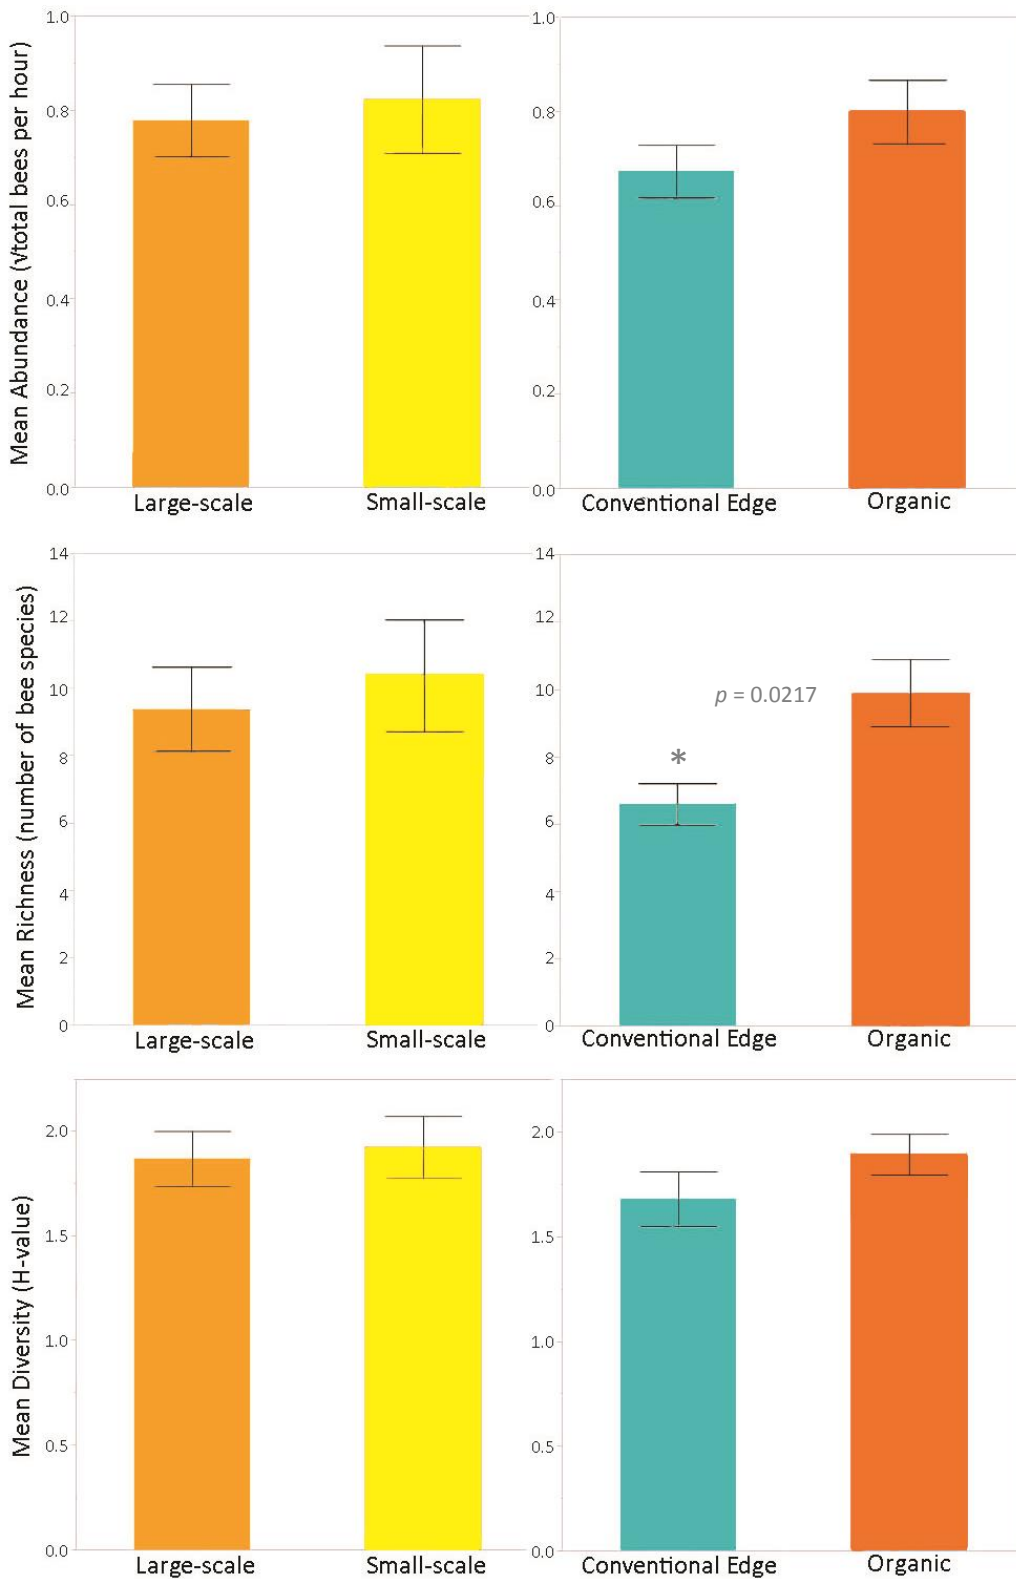 Mean Abundance (√total bees per hour)
1.0
0.8
0.6
0.4
0.2
0.0
Large-scale
Small-scale
1.0
0.8
0.6
0.4
0.2
0.0
Conventional Edge
Organic
Mean Richness (number of bee species)
14
12
10
8
6
4
2
0
Large-scale
Small-scale
14
12
10
8
6
4
2
0
p = 0.0217
*
Conventional Edge
Organic
Mean Diversity (H-value)
2.0
1.5
1.0
0.5
0.0
Large-scale
Small-scale
2.0
1.5
1.0
0.5
0.0
Conventional Edge
Organic